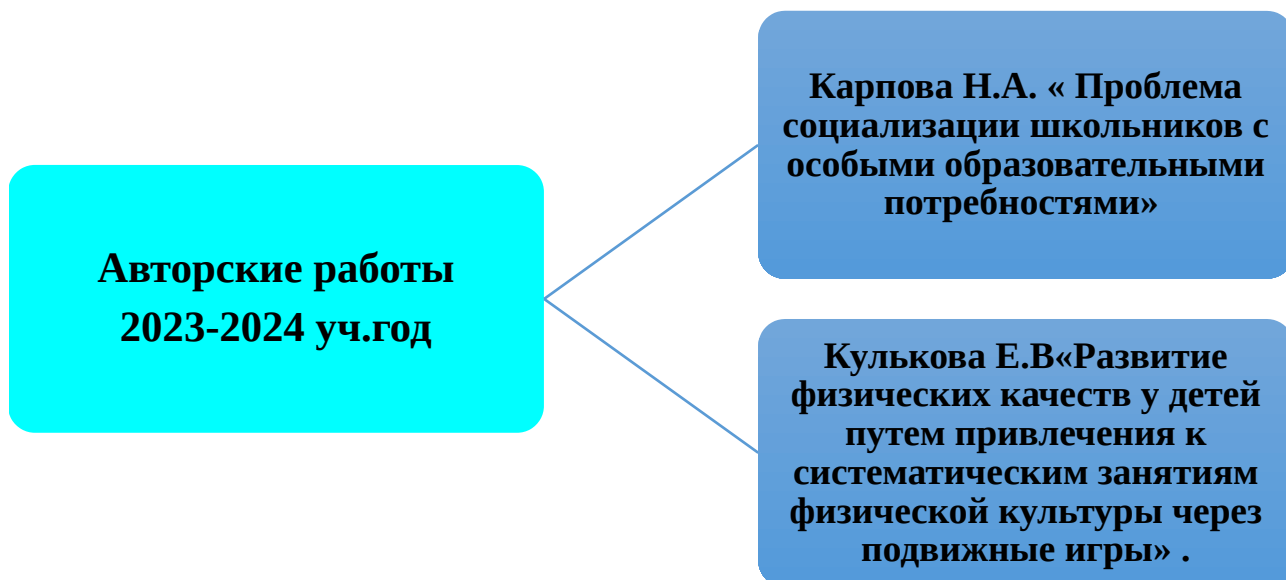 Авторские работы
2023-2024 уч.год
Карпова Н.А. « Проблема
социализации школьников с
особыми образовательными
потребностями»
Кулькова Е.В«Развитие
физических качеств у детей
путем привлечения к
систематическим занятиям
физической культуры через
подвижные игры» .